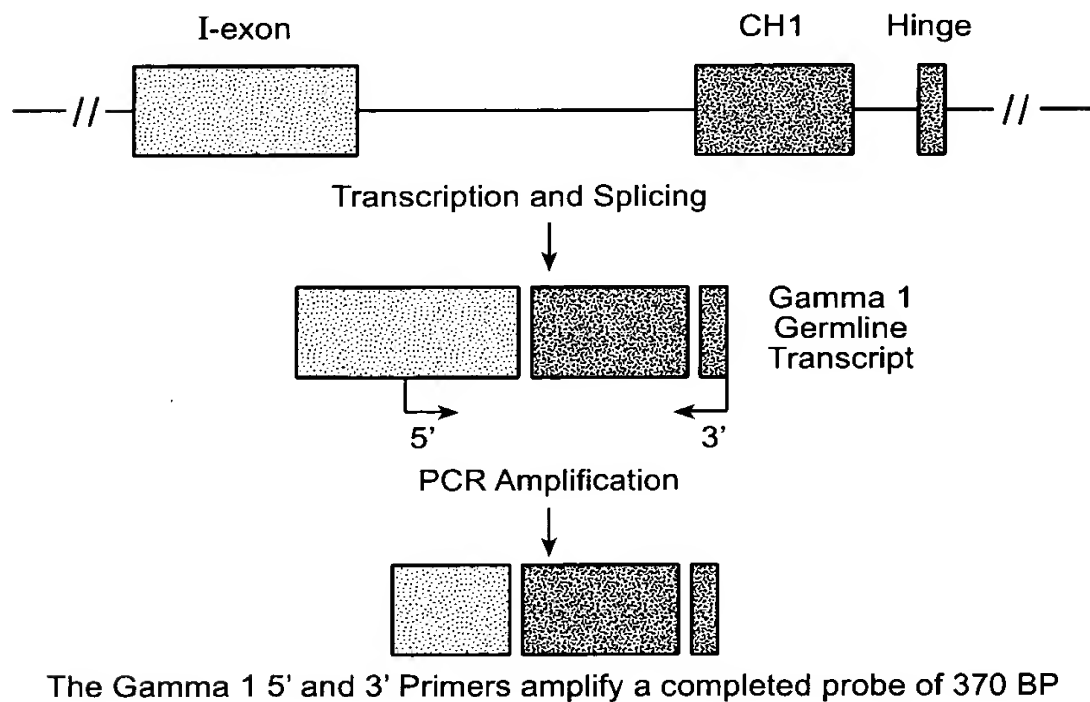 I-exon CH1 Hinge
// //
Transcription and Splicing
Gamma 1
Germline
Transcript
5' 3'
PCR Amplification
The Gamma 1 5' and 3' Primers amplify a completed probe of 370 BP